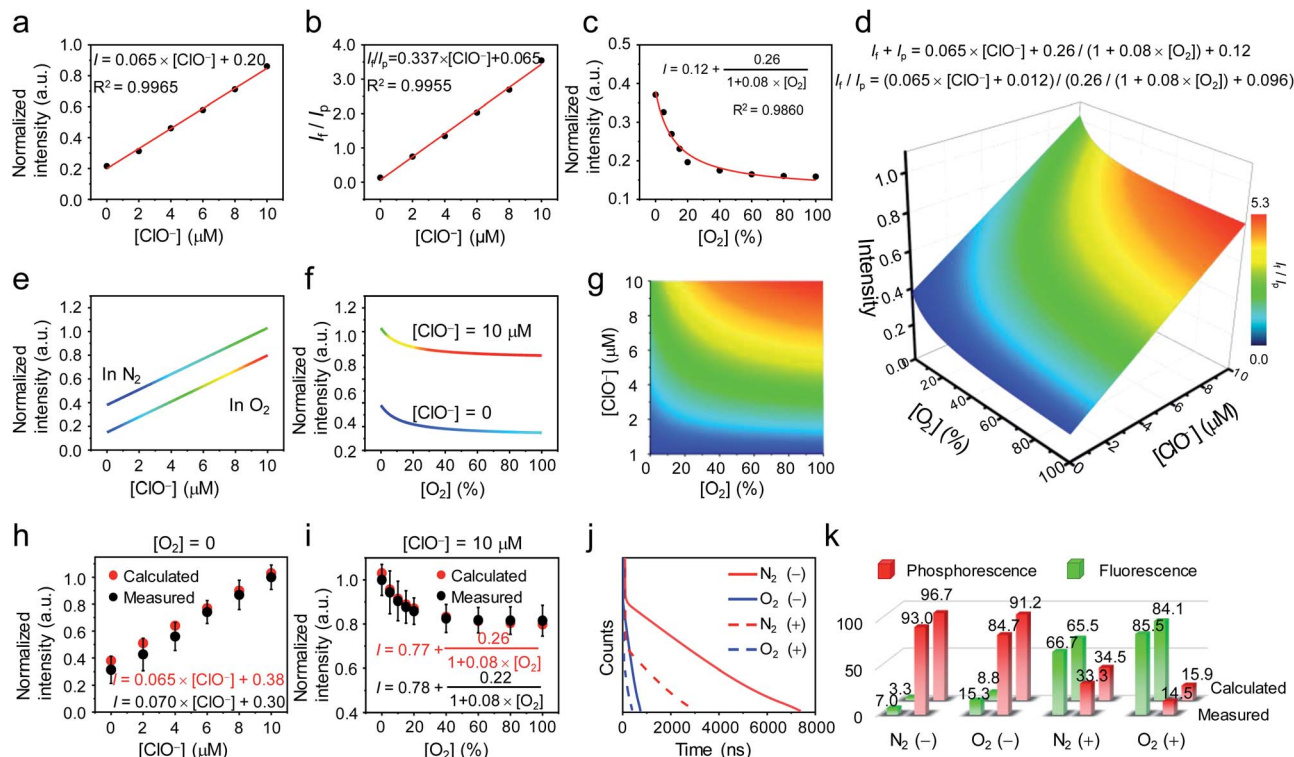 a
I = 0.065 × [ClO⁻] + 0.20
R² = 0.9965
Normalized
intensity (a.u.)
1.0
0.8
0.6
0.4
0.2
0.0
0 2 4 6 8 10
[ClO⁻] (μM)
b
I_f/I_p=0.337×[ClO⁻]+0.065
R² = 0.9955
I_f / I_p
4.0
3.0
2.0
1.0
0.0
0 2 4 6 8 10
[ClO⁻] (μM)
c
I = 0.12 + 0.26 / 1+0.08 × [O₂]
R² = 0.9860
Normalized
intensity (a.u.)
0.5
0.4
0.3
0.2
0.1
0 20 40 60 80 100
[O₂] (%)
d
I_f + I_p = 0.065 × [ClO⁻] + 0.26 / (1 + 0.08 × [O₂]) + 0.12
I_f / I_p = (0.065 × [ClO⁻] + 0.012) / (0.26 / (1 + 0.08 × [O₂]) + 0.096)
Intensity
1.0
0.8
0.6
0.4
0.2
0.0
0 20 40 60 80 100
[O₂] (%)
0 2 4 6 8 10
[ClO⁻] (μM)
5.3
I_f / I_p
0.0
e
In N₂
In O₂
Normalized
intensity (a.u.)
1.2
1.0
0.8
0.6
0.4
0.2
0.0
0 2 4 6 8 10
[ClO⁻] (μM)
f
[ClO⁻] = 10 μM
[ClO⁻] = 0
Normalized
intensity (a.u.)
1.2
1.0
0.8
0.6
0.4
0.2
0 20 40 60 80 100
[O₂] (%)
g
[ClO⁻] (μM)
10
8
6
4
2
1
0 20 40 60 80 100
[O₂] (%)
h
[O₂] = 0
Calculated
Measured
I = 0.065 × [ClO⁻] + 0.38
I = 0.070 × [ClO⁻] + 0.30
Normalized
intensity (a.u.)
1.0
0.8
0.6
0.4
0.2
0.0
0 2 4 6 8 10
[ClO⁻] (μM)
i
[ClO⁻] = 10 μM
Calculated
Measured
I = 0.77 + 0.26 / 1+0.08 × [O₂]
I = 0.78 + 0.22 / 1+0.08 × [O₂]
Normalized
intensity (a.u.)
1.0
0.8
0.6
0.4
0 20 40 60 80 100
[O₂] (%)
j
N₂ (−)
O₂ (−)
N₂ (+)
O₂ (+)
Counts
0 2000 4000 6000 8000
Time (ns)
k
Phosphorescence
Fluorescence
100
50
0
7.0 3.3 93.0 96.7
15.3 8.8 84.7 91.2
66.7 65.5 33.3 34.5
85.5 84.1 14.5 15.9
Calculated
Measured
N₂ (−) O₂ (−) N₂ (+) O₂ (+)